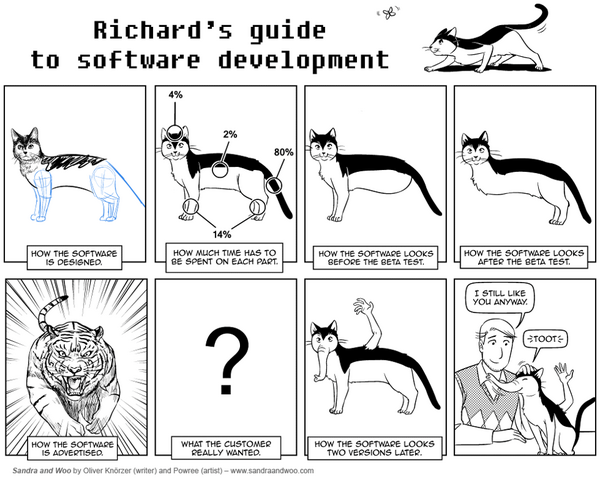 Richard's guide
to software development
HOW THE SOFTWARE
IS DESIGNED.
4%
2%
80%
14%
HOW MUCH TIME HAS TO
BE SPENT ON EACH PART.
HOW THE SOFTWARE LOOKS
BEFORE THE BETA TEST.
HOW THE SOFTWARE LOOKS
AFTER THE BETA TEST.
HOW THE SOFTWARE
IS ADVERTISED.
?
WHAT THE CUSTOMER
REALLY WANTED.
HOW THE SOFTWARE LOOKS
TWO VERSIONS LATER.
I STILL LIKE
YOU ANYWAY.
TOOT
Sandra and Woo by Oliver Knörzer (writer) and Powree (artist) – www.sandraandwoo.com